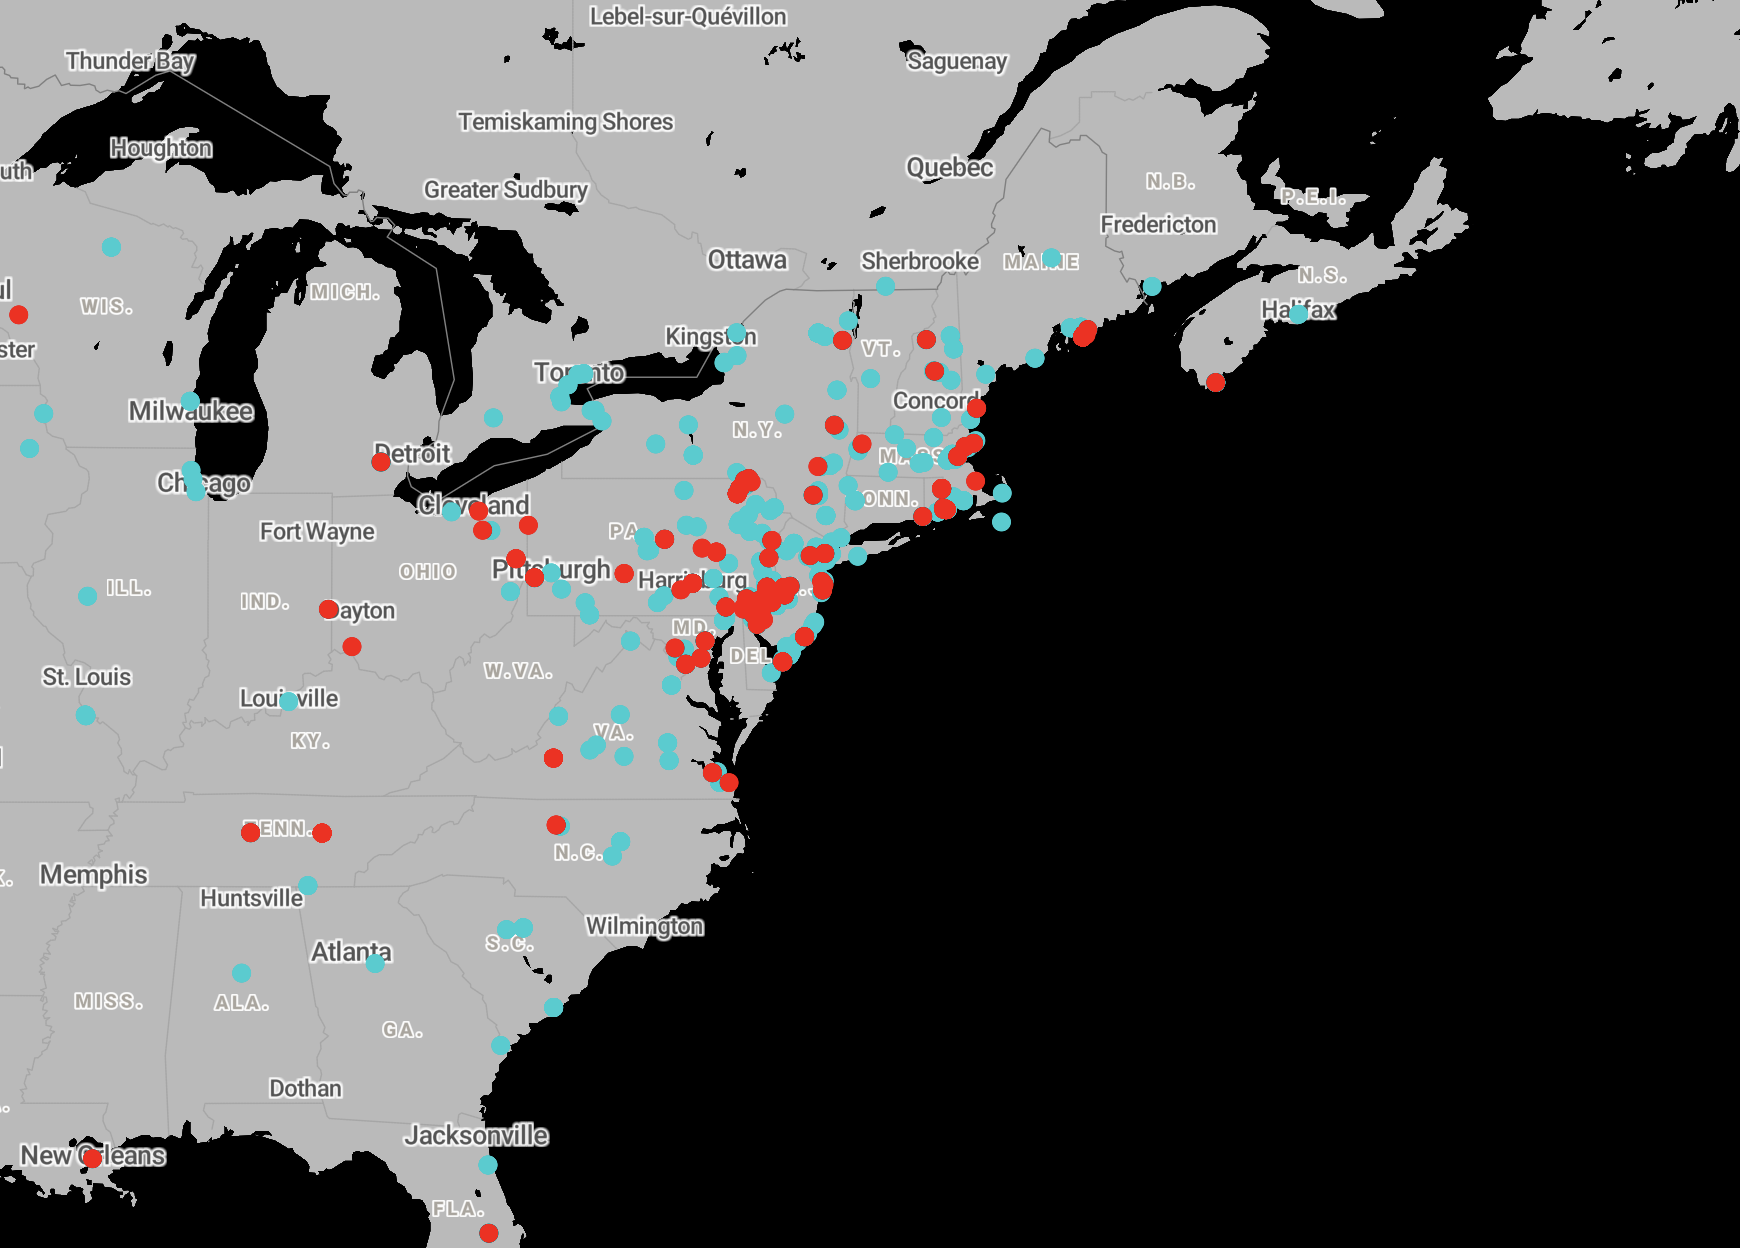 Lebel-sur-Quévillon
Thunder Bay
Saguenay
Temiskaming Shores
Houghton
Quebec
uth
Greater Sudbury
N.B.
P.E.I.
Fredericton
Ottawa
Sherbrooke
MAINE
N.S.
MICH.
ul
WIS.
Halifax
Kingston
ster
VT.
Toronto
Concord
Milwaukee
N.Y.
Detroit
MASS
Chicago
ONN.
Cleveland
Fort Wayne
PA
OHIO
Pittsburgh
Harrisburg
ILL.
IND.
Dayton
MD.
DEL
W.VA.
St. Louis
Louisville
VA.
KY.
TENN.
N.C.
Memphis
Huntsville
Wilmington
S.C.
Atlanta
MISS.
ALA.
GA.
Dothan
Jacksonville
New Orleans
FLA.